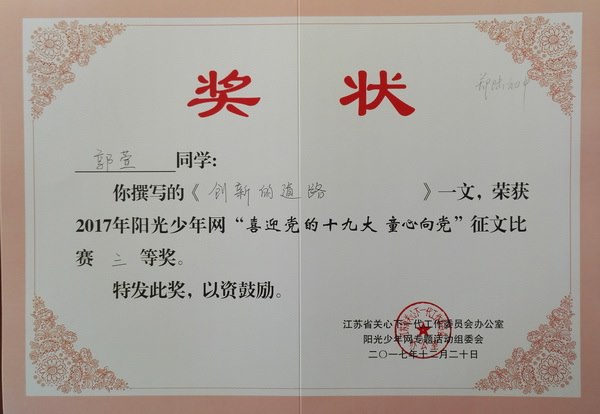 奖 状
郭萱 同学:
你撰写的《创新的道路》一文，荣获
2017年阳光少年网“喜迎党的十九大 童心向党”征文比
赛 三 等奖。
特发此奖，以资鼓励。
江苏省关心下一代工作委员会办公室
阳光少年网专题活动组委会
二〇一七年十二月二十日